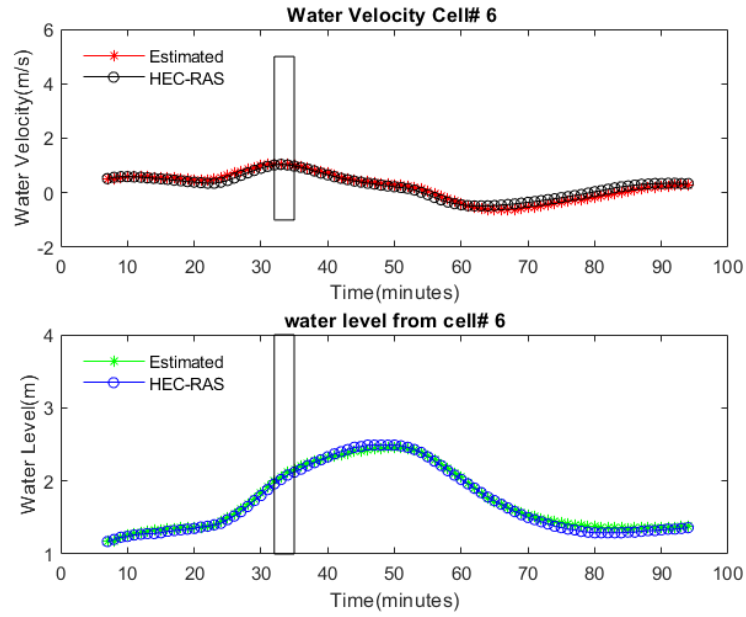 Water Velocity Cell# 6
6
4
2
0
-2
Water Velocity(m/s)
Estimated
HEC-RAS
0 10 20 30 40 50 60 70 80 90 100
Time(minutes)
water level from cell# 6
4
3
2
1
Water Level(m)
Estimated
HEC-RAS
0 10 20 30 40 50 60 70 80 90 100
Time(minutes)